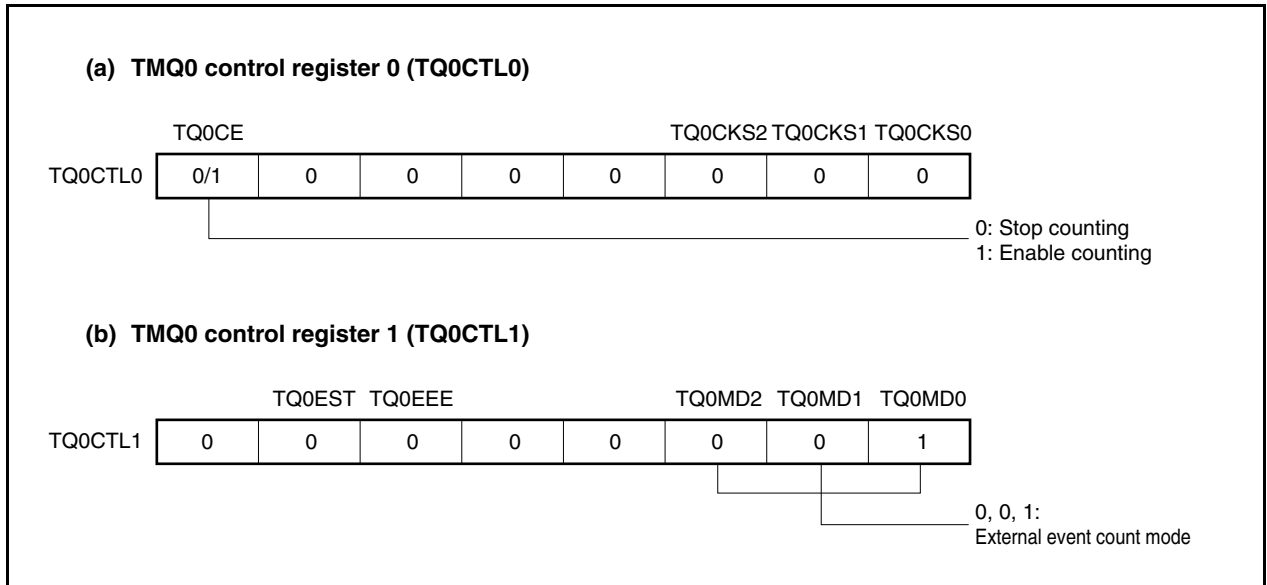 (a) TMQ0 control register 0 (TQ0CTL0)
TQ0CE TQ0CKS2 TQ0CKS1 TQ0CKS0
TQ0CTL0 0/1 0 0 0 0 0 0 0
0: Stop counting
1: Enable counting
(b) TMQ0 control register 1 (TQ0CTL1)
TQ0EST TQ0EEE TQ0MD2 TQ0MD1 TQ0MD0
TQ0CTL1 0 0 0 0 0 0 0 1
0, 0, 1:
External event count mode